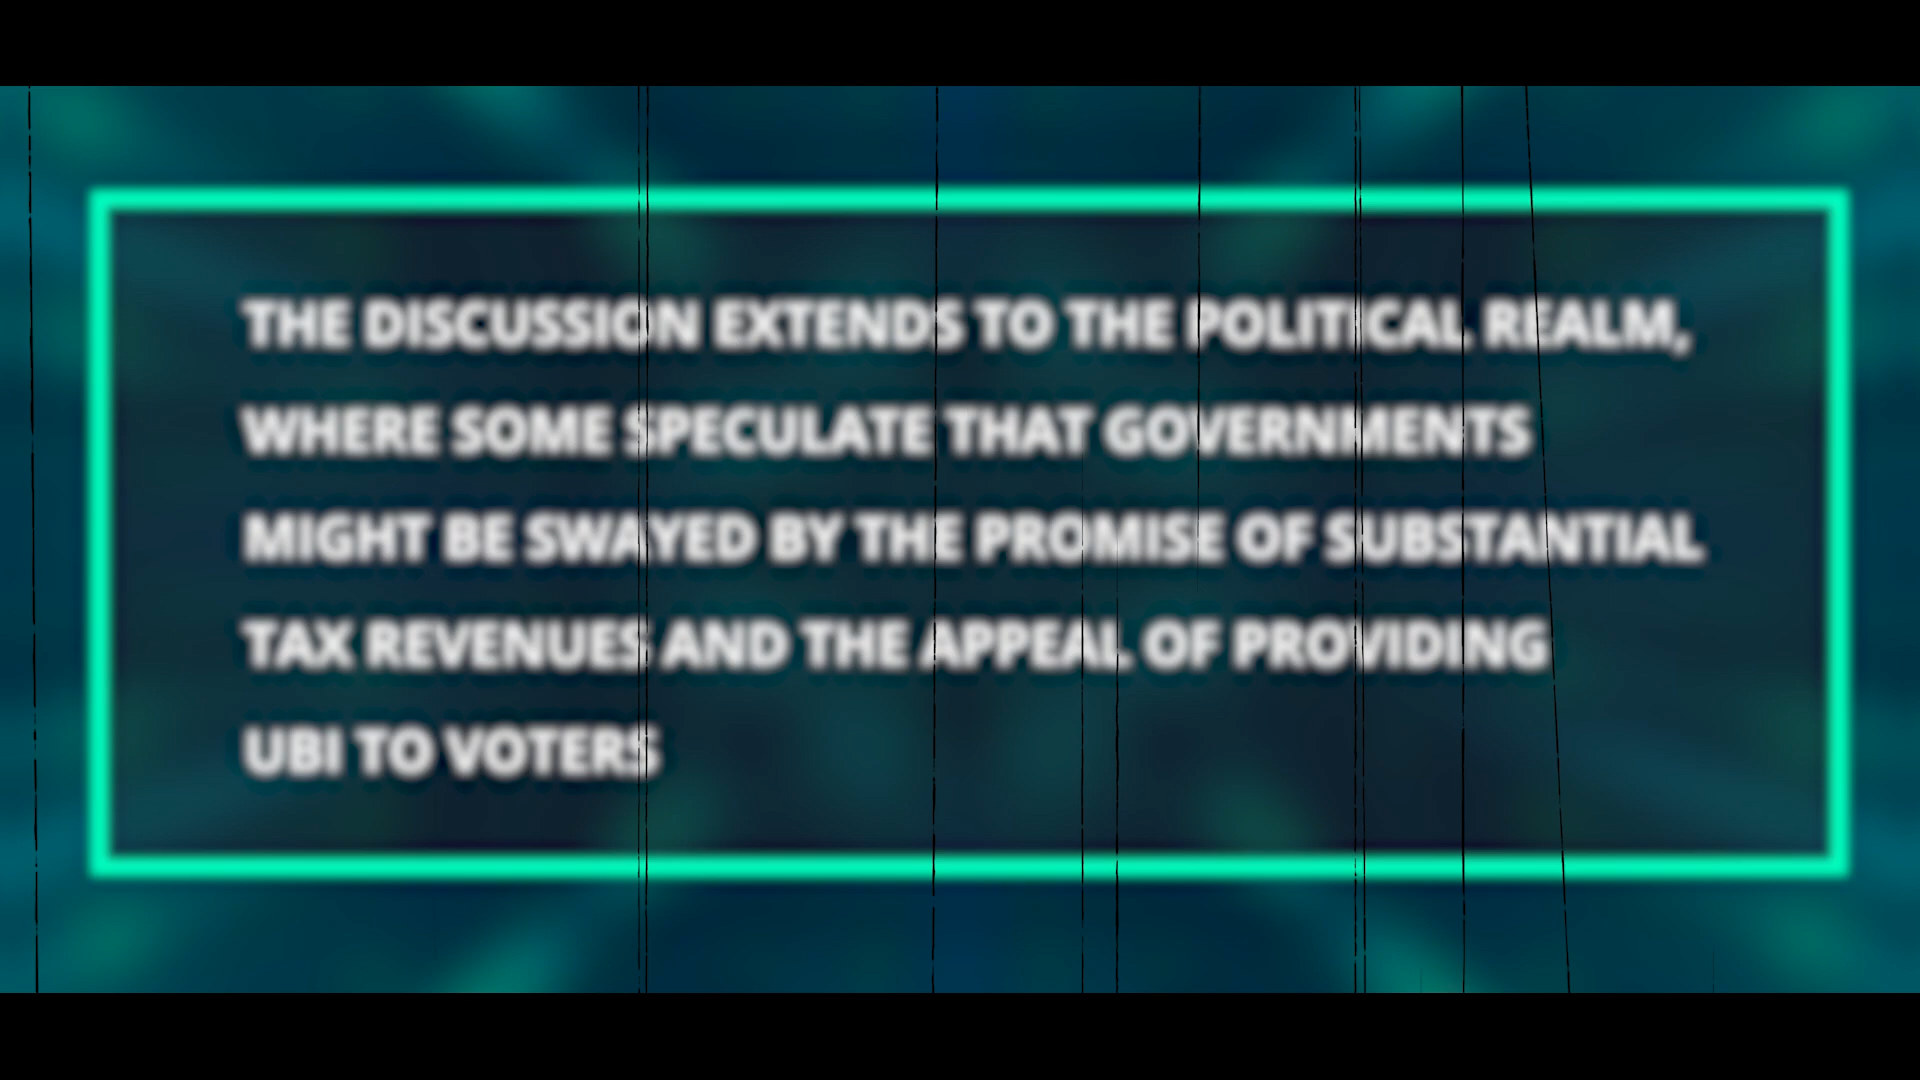 THE DISCUSSION EXTENDS TO THE POLITICAL REALM,
WHERE SOME SPECULATE THAT GOVERNMENTS
MIGHT BE SWAYED BY THE PROMISE OF SUBSTANTIAL
TAX REVENUES AND THE APPEAL OF PROVIDING
UBI TO VOTERS